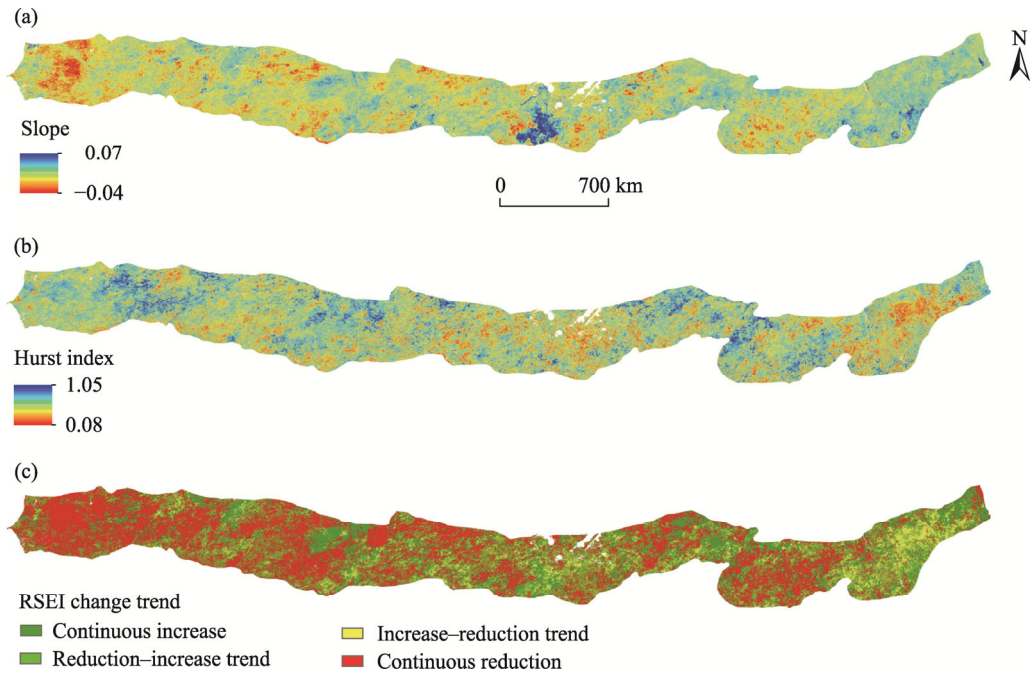 (a)
N
Slope
0.07
−0.04
0 700 km
(b)
Hurst index
1.05
0.08
(c)
RSEI change trend
Continuous increase
Increase–reduction trend
Reduction–increase trend
Continuous reduction